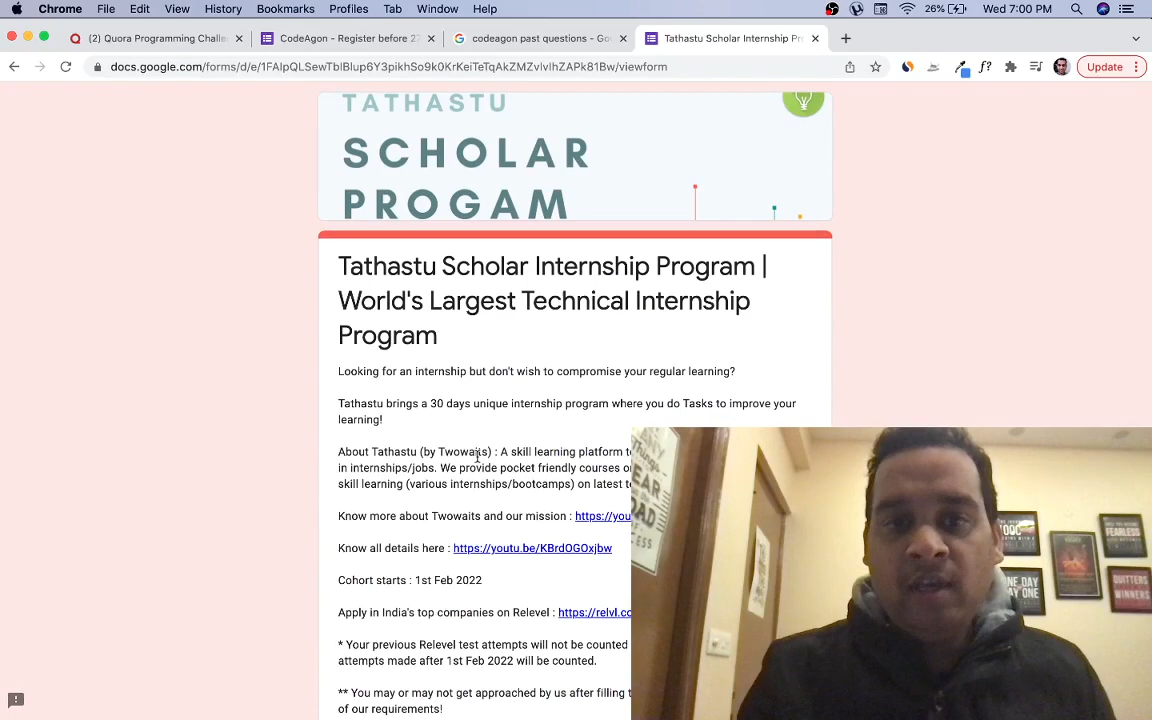 Chrome File Edit View History Bookmarks Profiles Tab Window Help 26% Wed 7:00 PM
(2) Quora Programming Challe
CodeAgon - Register before 2
codeagon past questions - Go
Tathastu Scholar Internship Pr
docs.google.com/forms/d/e/1FAIpQLSewTblBlup6Y3pikhSo9k0KrKeiTeTqAkZMZvlvlhZAPk81Bw/viewform
Update
TATHASTU
SCHOLAR
PROGAM
Tathastu Scholar Internship Program |
World's Largest Technical Internship
Program
Looking for an internship but don't wish to compromise your regular learning?
Tathastu brings a 30 days unique internship program where you do Tasks to improve your
learning!
About Tathastu (by Twowaits) : A skill learning platform
in internships/jobs. We provide pocket friendly courses
skill learning (various internships/bootcamps) on latest
Know more about Twowaits and our mission : https://you
Know all details here : https://youtu.be/KBrdOGOxjbw
Cohort starts : 1st Feb 2022
Apply in India's top companies on Relevel : https://relvl.co
* Your previous Relevel test attempts will not be counted
attempts made after 1st Feb 2022 will be counted.
** You may or may not get approached by us after filling
of our requirements!
FEARLESS
ONE DAY
DAY ONE
QUITTERS
WINNERS